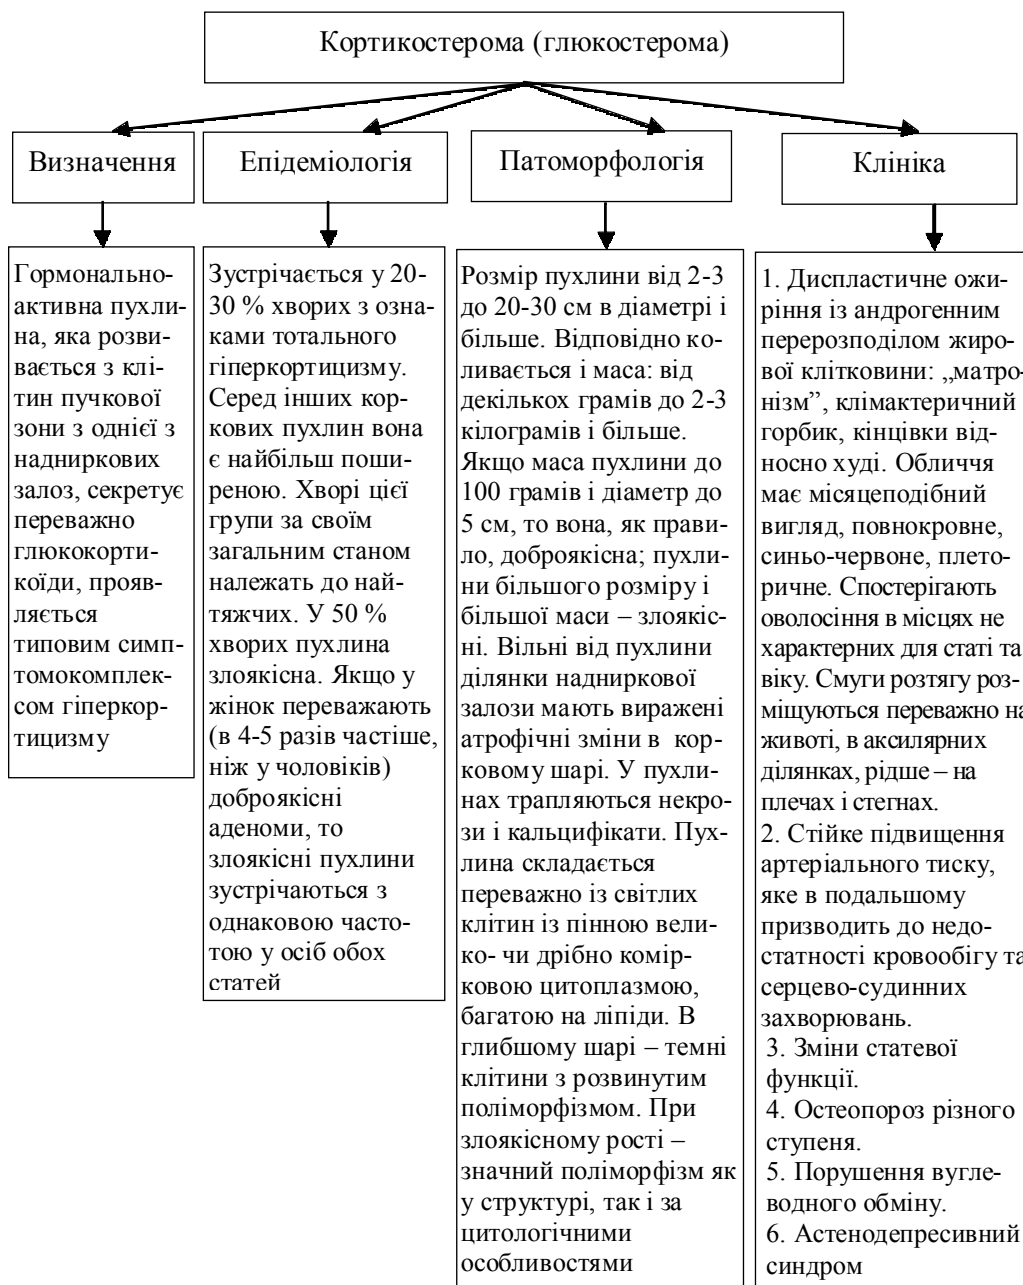 Кортикостерома (глюкостерома)
Визначення
Епідеміологія
Патоморфологія
Клініка
Гормонально-
активна пухли-
на, яка розви-
вається з клі-
тин пучкової
зони з однієї з
надниркових
залоз, секретує
переважно
глюкокорти-
коїди, прояв-
ляється
типовим симп-
томокомплек-
сом гіперкор-
тицизму
Зустрічається у 20-
30 % хворих з озна-
ками тотального
гіперкортицизму.
Серед інших кор-
кових пухлин вона
є найбільш поши-
реною. Хворі цієї
групи за своїм
загальним станом
належать до най-
тяжчих. У 50 %
хворих пухлина
злоякісна. Якщо у
жінок переважають
(в 4-5 разів частіше,
ніж у чоловіків)
доброякісні
аденоми, то
злоякісні пухлини
зустрічаються з
однаковою часто-
тою у осіб обох
статей
Розмір пухлини від 2-3
до 20-30 см в діаметрі і
більше. Відповідно ко-
ливається і маса: від
декількох грамів до 2-3
кілограмів і більше.
Якщо маса пухлини до
100 грамів і діаметр до
5 см, то вона, як прави-
ло, доброякісна; пухли-
ни більшого розміру і
більшої маси – злоякіс-
ні. Вільні від пухлини
ділянки надниркової
залози мають виражені
атрофічні зміни в кор-
ковому шарі. У пухли-
нах трапляються некро-
зи і кальцифікати. Пух-
лина складається
переважно із світлих
клітин із пінною вели-
ко- чи дрібно комір-
ковою цитоплазмою,
багатою на ліпіди. В
глибшому шарі – темні
клітини з розвинутим
поліморфізмом. При
злоякісному рості –
значний поліморфізм як
у структурі, так і за
цитологічними
особливостями
1. Диспластичне ожи-
ріння із андрогенним
перерозподілом жиро-
вої клітковини: „матро-
нізм”, клімактеричний
горбик, кінцівки від-
носно худі. Обличчя
має місяцеподібний
вигляд, повнокровне,
синьо-червоне, плето-
ричне. Спостерігають
оволосіння в місцях не
характерних для статі та
віку. Смуги розтягу роз-
міщуються переважно на
животі, в аксилярних
ділянках, рідше – на
плечах і стегнах.
2. Стійке підвищення
артеріального тиску,
яке в подальшому
призводить до недо-
статності кровообігу та
серцево-судинних
захворювань.
3. Зміни статевої
функції.
4. Остеопороз різного
ступеня.
5. Порушення вугле-
водного обміну.
6. Астенодепресивний
синдром